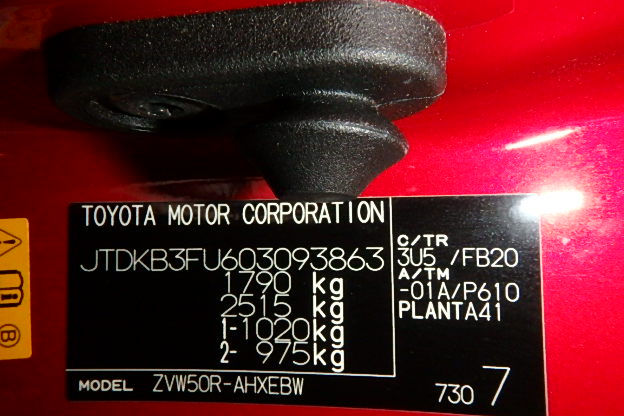 TOYOTA MOTOR CORPORATION
JTDKB3FU603093863
1790 kg
2515 kg
1-1020kg
2- 975kg
C/TR
3U5 /FB20
A/TM
-01A/P610
PLANTA41
MODEL ZVW50R-AHXEBW
730 7
B